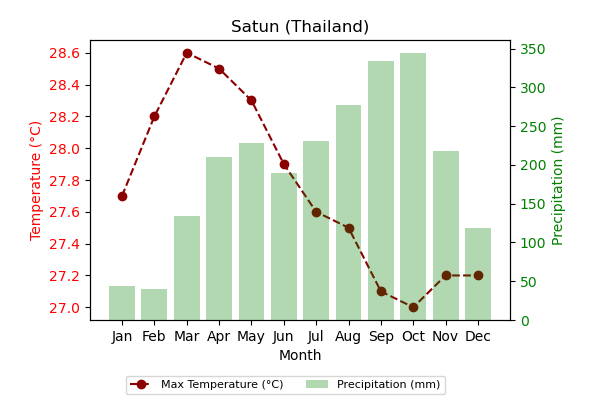 Satun (Thailand)
Temperature (°C)
28.6
28.4
28.2
28.0
27.8
27.6
27.4
27.2
27.0
350
300
250
200
150
100
50
0
Precipitation (mm)
Jan Feb Mar Apr May Jun Jul Aug Sep Oct Nov Dec
Month
Max Temperature (°C) Precipitation (mm)